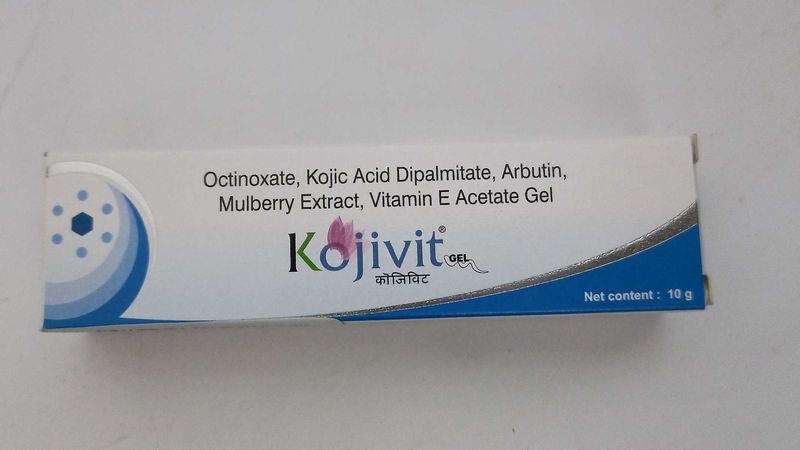 Octinoxate, Kojic Acid Dipalmitate, Arbutin,
Mulberry Extract, Vitamin E Acetate Gel
Kojivit® GEL
कोजिविट
Net content : 10 g